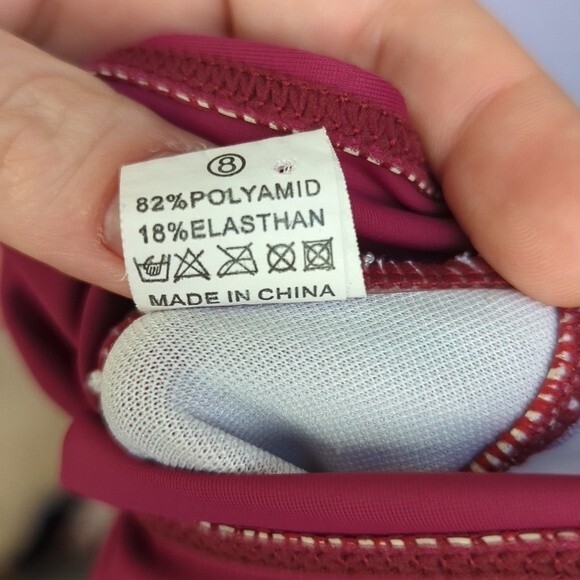 8
82%POLYAMID
18%ELASTHAN
MADE IN CHINA